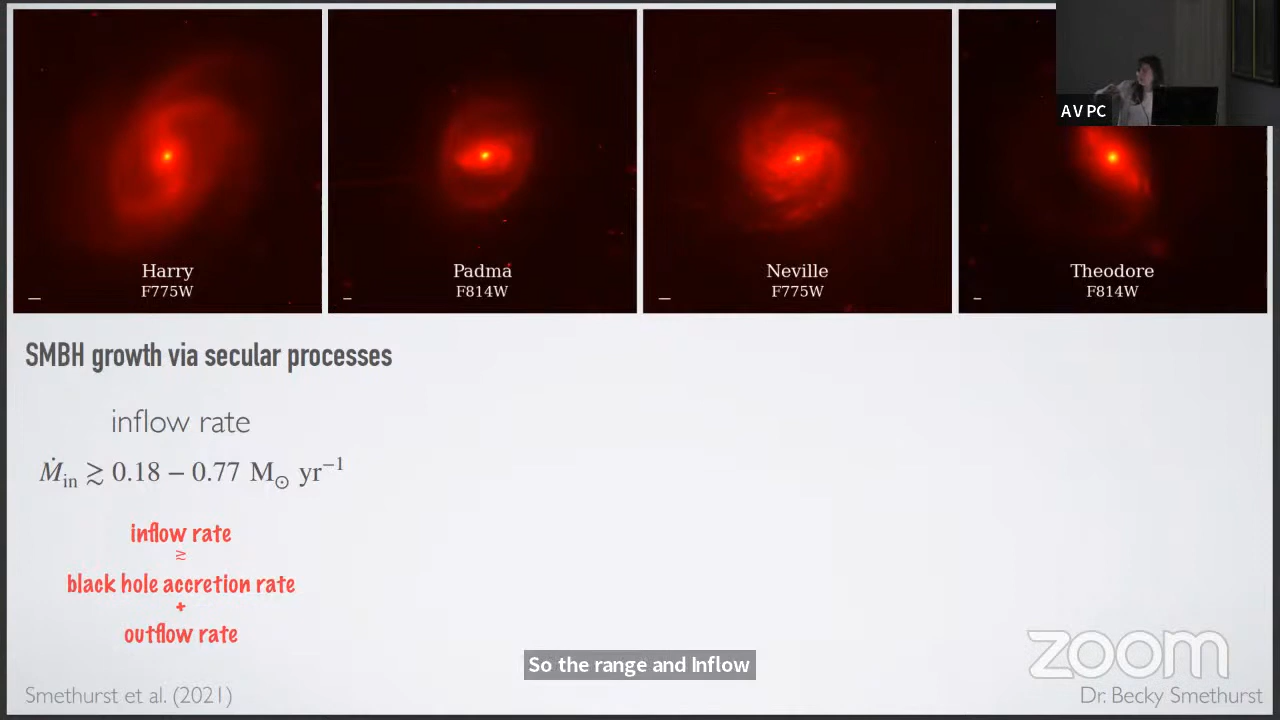 Harry
F775W
Padma
F814W
Neville
F775W
Theodore
F814W
AV PC
SMBH growth via secular processes
inflow rate
Ṁin ≳ 0.18 – 0.77 M⊙ yr⁻¹
inflow rate
≳
black hole accretion rate
+
outflow rate
So the range and Inflow
zoom
Smethurst et al. (2021)
Dr. Becky Smethurst